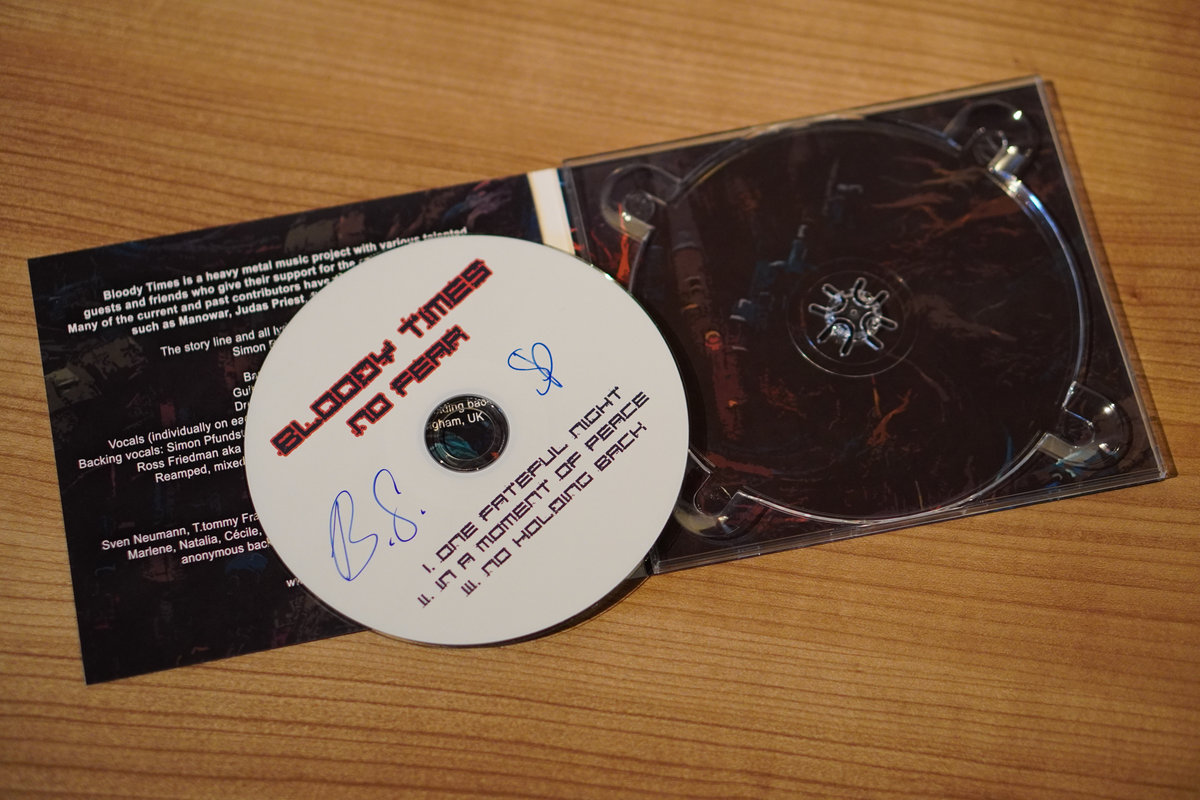 Bloody Times is a heavy metal music project with various talented
guests and friends who give their support for the
Many of the current and past contributors have
such as Manowar, Judas Priest,
The story line and all
Simon
Vocals (individually on
Backing vocals: Simon
Ross Friedman aka
Reamped, mixed
Sven Neumann, T.tommy
Marlene, Natalia, Cécile,
anonymous
BLOODY TIMES
NO FEAR
UK
B.S.
I. ONE FATEFUL NIGHT
II. IN A MOMENT OF PEACE
III. NO HOLDING BACK